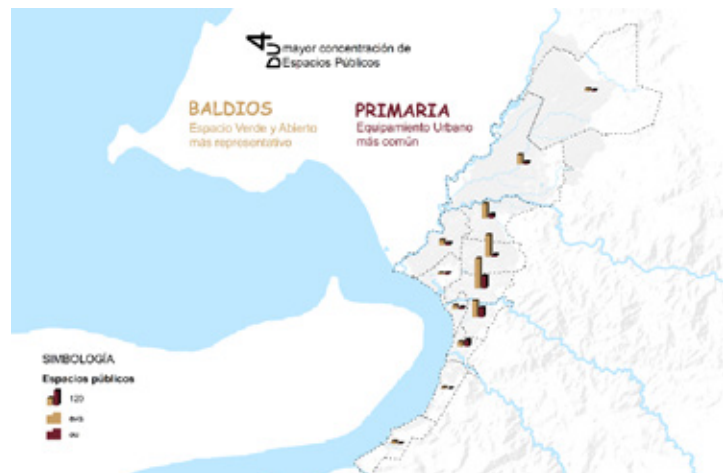 DU4
mayor concentración de
Espacios Públicos
BALDIOS
Espacio Verde y Abierto
más representativo
PRIMARIA
Equipamiento Urbano
más común
SIMBOLOGÍA
Espacios públicos
120
eva
eu